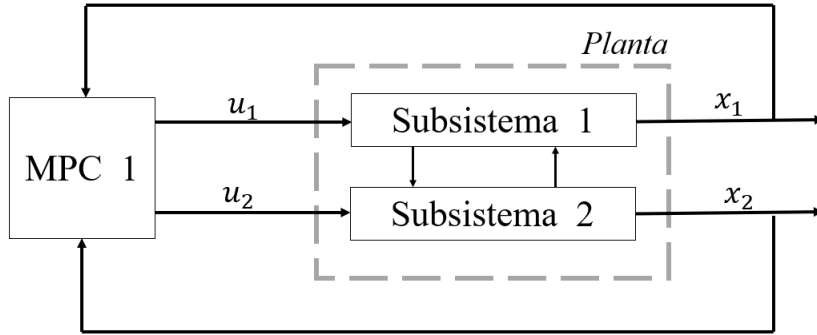 Planta
u₁
Subsistema 1
x₁
MPC 1
u₂
Subsistema 2
x₂